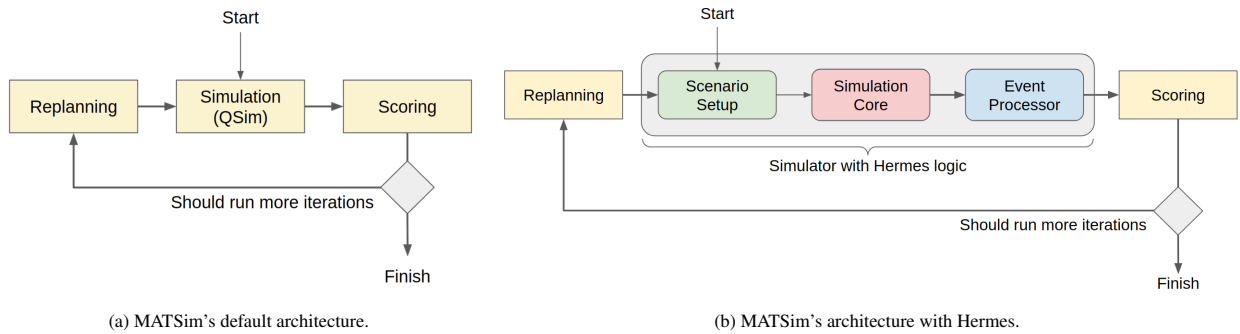 Start
Replanning
Simulation
(QSim)
Scoring
Should run more iterations
Finish
(a) MATSim's default architecture.
Start
Replanning
Scenario
Setup
Simulation
Core
Event
Processor
Scoring
Simulator with Hermes logic
Should run more iterations
Finish
(b) MATSim's architecture with Hermes.